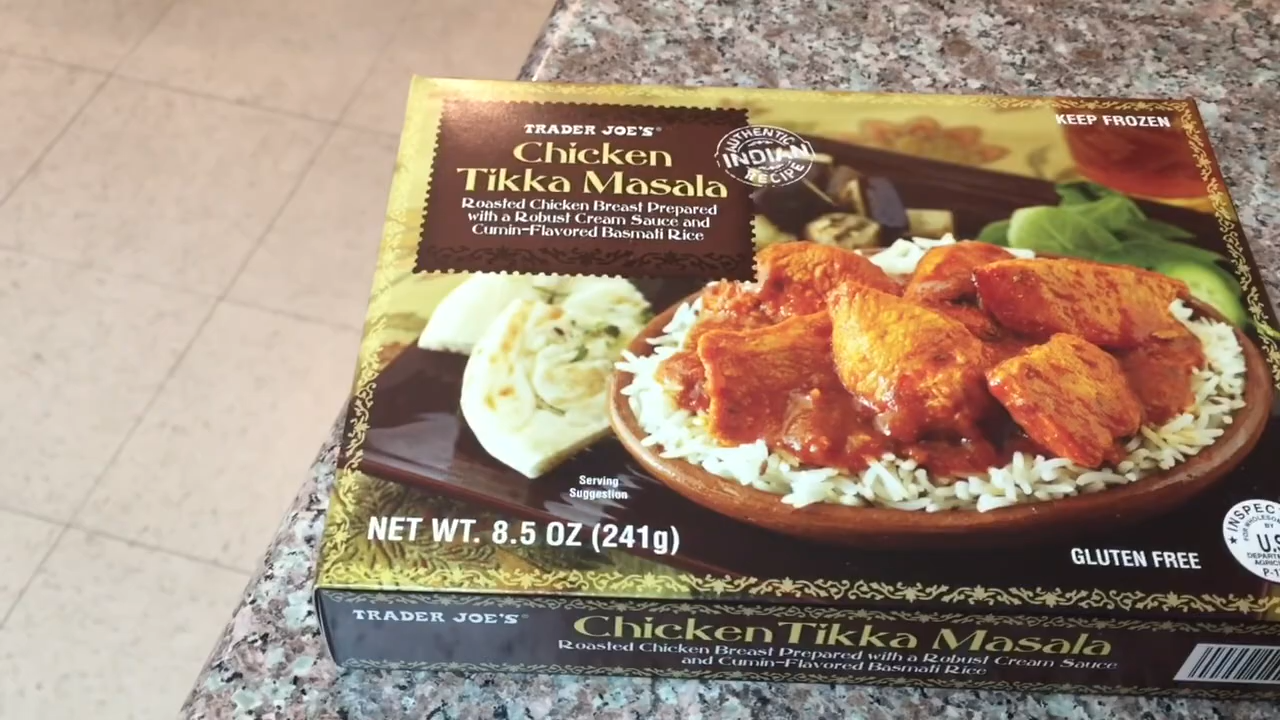 TRADER JOE'S®
Chicken
Tikka Masala
Roasted Chicken Breast Prepared
with a Robust Cream Sauce and
Cumin-Flavored Basmati Rice
AUTHENTIC
INDIAN
RECIPE
KEEP FROZEN
Serving
Suggestion
NET WT. 8.5 OZ (241g)
GLUTEN FREE
BY
U.S
TRADER JOE'S®
Chicken Tikka Masala
Roasted Chicken Breast Prepared with a Robust Cream Sauce
and Cumin-Flavored Basmati Rice